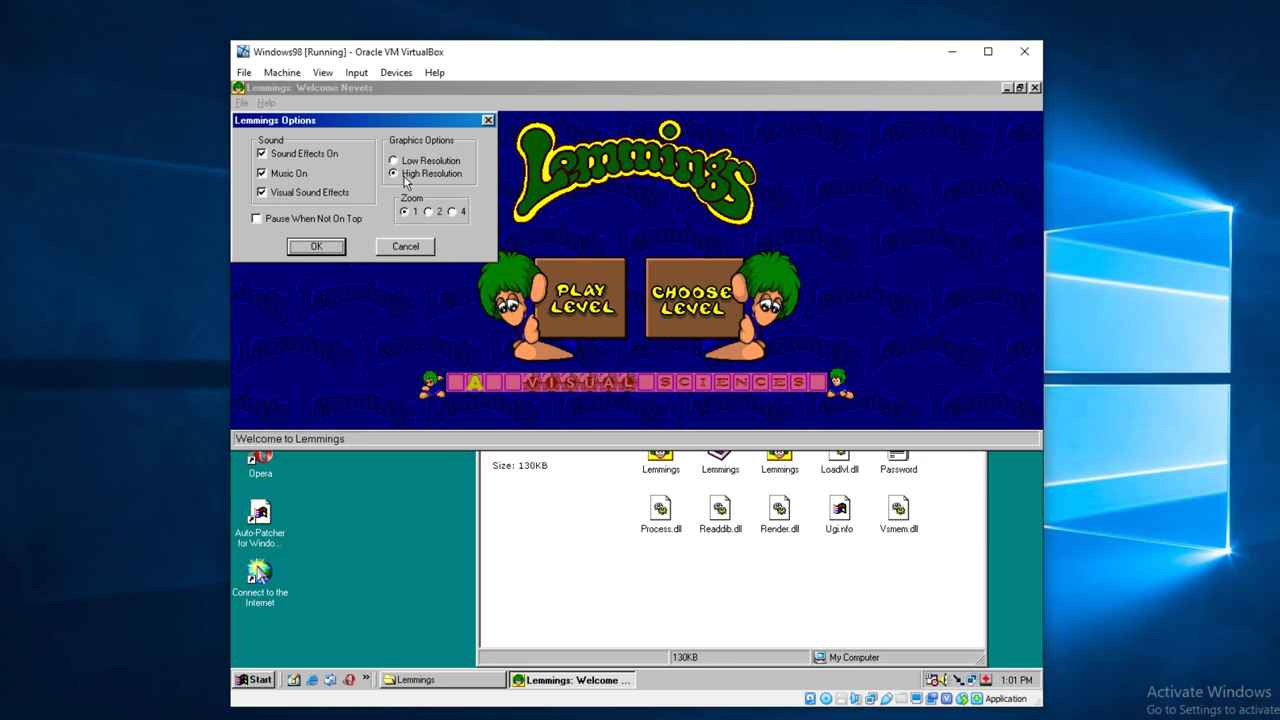 Windows98 [Running] - Oracle VM VirtualBox
File Machine View Input Devices Help
Lemmings: Welcome Nevets
File Help
Lemmings Options
Sound
Sound Effects On
Music On
Visual Sound Effects
Pause When Not On Top
Graphics Options
Low Resolution
High Resolution
Zoom
1 2 4
OK Cancel
Lemmings
PLAY LEVEL
CHOOSE LEVEL
A VISUAL SCIENCES
Welcome to Lemmings
Opera
Auto-Patcher
for Windo...
Connect to the
Internet
Size: 130KB
Lemmings Lemmings Lemmings Loadlvl.dll Password
Process.dll Readdib.dll Render.dll Ugi.nfo Vsmem.dll
130KB My Computer
Start Lemmings Lemmings: Welcome ... 1:01 PM
Application
Activate Windows
Go to Settings to activate